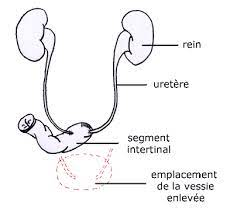 rein
uretère
segment
intertinal
emplacement
de la vessie
enlevée